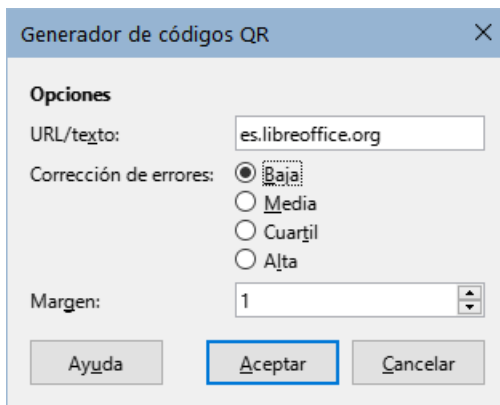 Generador de códigos QR
Opciones
URL/texto: es.libreoffice.org
Corrección de errores: Baja
Media
Cuartil
Alta
Margen: 1
Ayuda Aceptar Cancelar